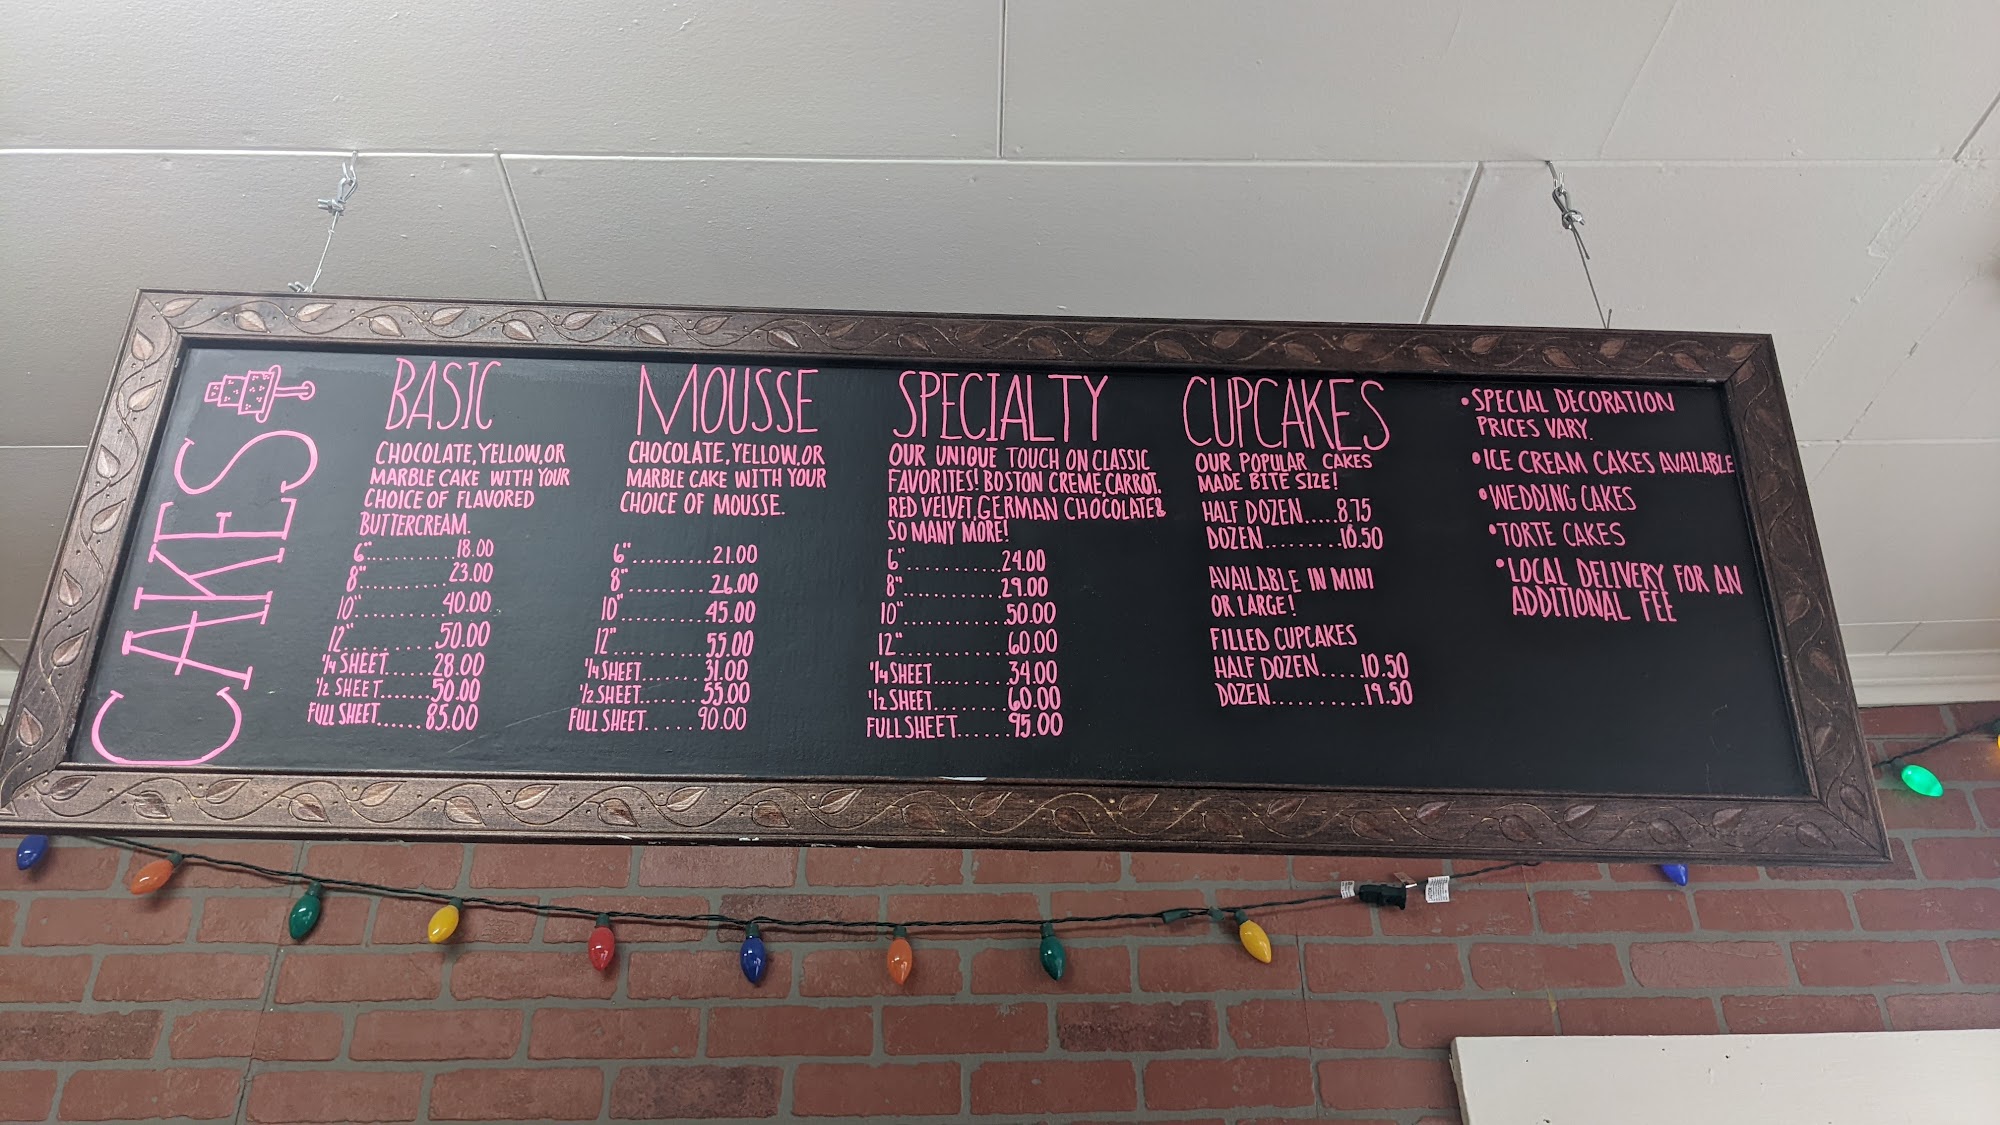 CAKES
BASIC
CHOCOLATE, YELLOW, OR
MARBLE CAKE WITH YOUR
CHOICE OF FLAVORED
BUTTERCREAM.
6"..........18.00
8"..........23.00
10".........40.00
12".........50.00
1/4 SHEET.....28.00
1/2 SHEET.......50.00
FULL SHEET......85.00
MOUSSE
CHOCOLATE, YELLOW, OR
MARBLE CAKE WITH YOUR
CHOICE OF MOUSSE.
6"..........21.00
8"..........26.00
10".........45.00
12".........55.00
1/4 SHEET.......31.00
1/2 SHEET.......55.00
FULL SHEET.....90.00
SPECIALTY
OUR UNIQUE TOUCH ON CLASSIC
FAVORITES! BOSTON CREME, CARROT,
RED VELVET, GERMAN CHOCOLATE &
SO MANY MORE!
6"...........24.00
8"...........29.00
10"............50.00
12"............60.00
1/4 SHEET........34.00
1/2 SHEET........60.00
FULL SHEET......95.00
CUPCAKES
OUR POPULAR CAKES
MADE BITE SIZE!
HALF DOZEN.....8.75
DOZEN.........16.50
AVAILABLE IN MINI
OR LARGE!
FILLED CUPCAKES
HALF DOZEN.....10.50
DOZEN..........19.50
• SPECIAL DECORATION
PRICES VARY.
• ICE CREAM CAKES AVAILABLE
• WEDDING CAKES
• TORTE CAKES
• LOCAL DELIVERY FOR AN
ADDITIONAL FEE